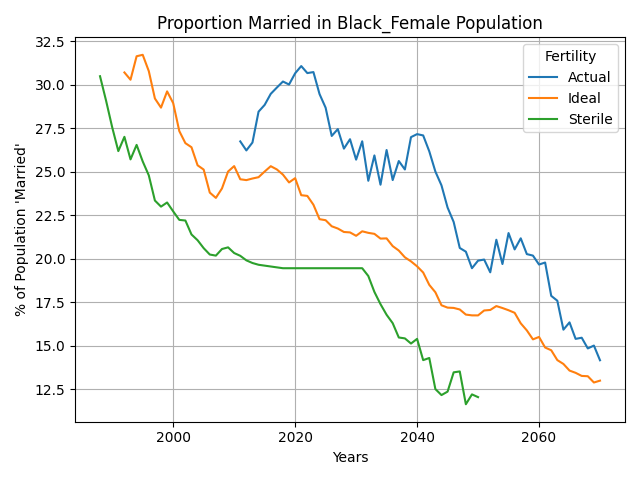 Proportion Married in Black_Female Population
% of Population 'Married'
32.5
30.0
27.5
25.0
22.5
20.0
17.5
15.0
12.5
Fertility
Actual
Ideal
Sterile
2000 2020 2040 2060
Years